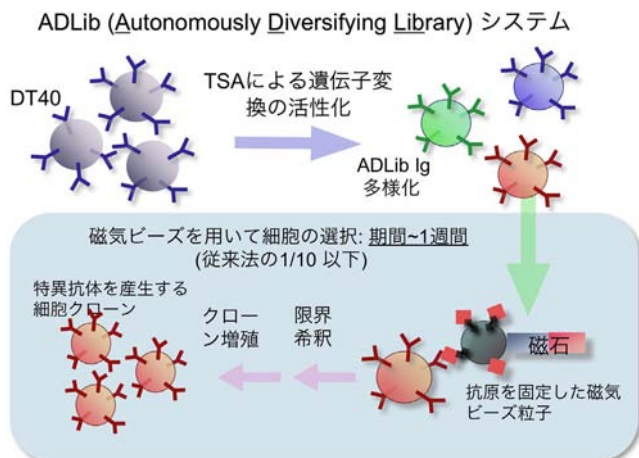 ADLib (Autonomously Diversifying Library) システム
DT40
TSAによる遺伝子変
換の活性化
ADLib Ig
多様化
磁気ビーズを用いて細胞の選択: 期間~1週間
(従来法の1/10 以下)
特異抗体を産生する
細胞クローン
クロー
ン増殖
限界
希釈
磁石
抗原を固定した磁気
ビーズ粒子